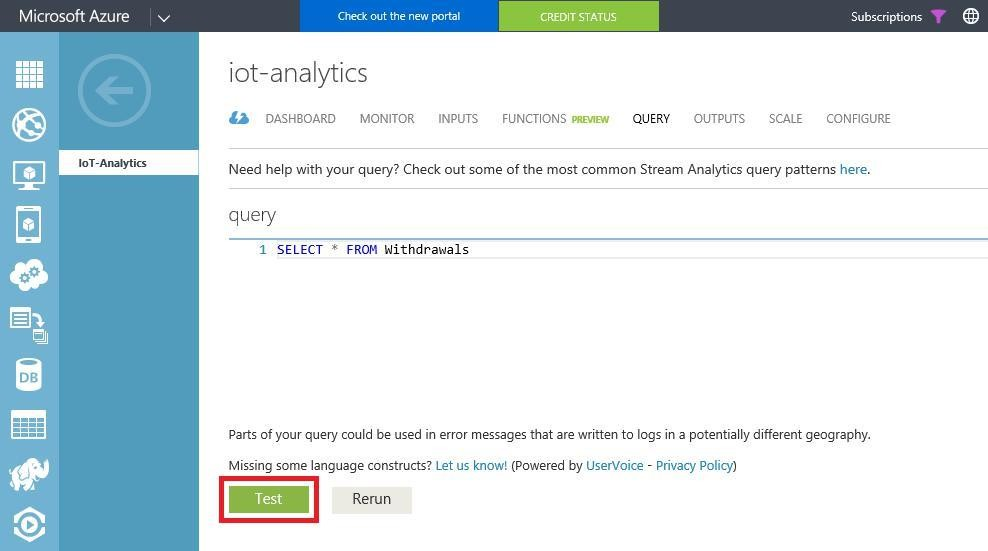 Microsoft Azure
Check out the new portal
CREDIT STATUS
Subscriptions
IoT-Analytics
iot-analytics
DASHBOARD MONITOR INPUTS FUNCTIONS PREVIEW QUERY OUTPUTS SCALE CONFIGURE
Need help with your query? Check out some of the most common Stream Analytics query patterns here.
query
1 SELECT * FROM Withdrawals
DB
Parts of your query could be used in error messages that are written to logs in a potentially different geography.
Missing some language constructs? Let us know! (Powered by UserVoice - Privacy Policy)
Test
Rerun